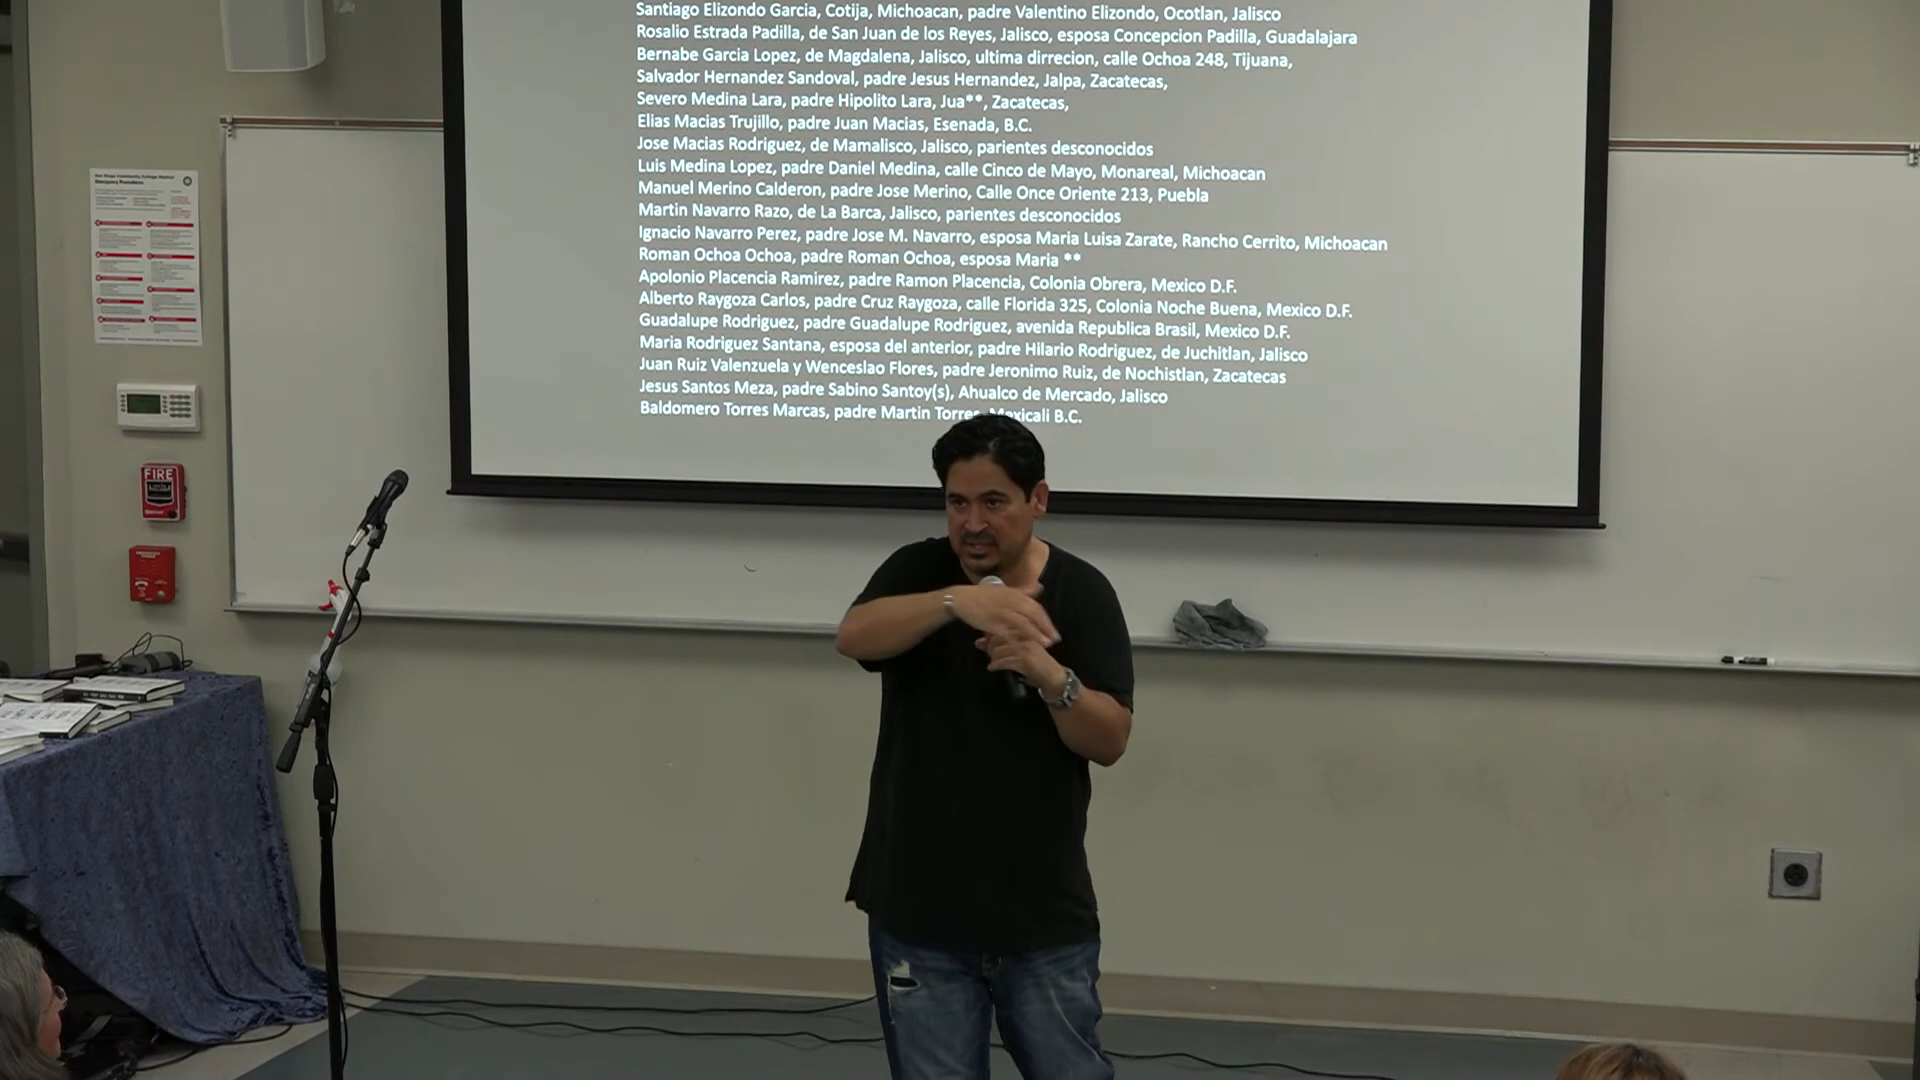 Santiago Elizondo Garcia, Cotija, Michoacan, padre Valentino Elizondo, Ocotlan, Jalisco
Rosalio Estrada Padilla, de San Juan de los Reyes, Jalisco, esposa Concepcion Padilla, Guadalajara
Bernabe Garcia Lopez, de Magdalena, Jalisco, ultima dirrecion, calle Ochoa 248, Tijuana,
Salvador Hernandez Sandoval, padre Jesus Hernandez, Jalpa, Zacatecas,
Severo Medina Lara, padre Hipolito Lara, Jua**, Zacatecas,
Elias Macias Trujillo, padre Juan Macias, Esenada, B.C.
Jose Macias Rodriguez, de Mamalisco, Jalisco, parientes desconocidos
Luis Medina Lopez, padre Daniel Medina, calle Cinco de Mayo, Monareal, Michoacan
Manuel Merino Calderon, padre Jose Merino, Calle Once Oriente 213, Puebla
Martin Navarro Razo, de La Barca, Jalisco, parientes desconocidos
Ignacio Navarro Perez, padre Jose M. Navarro, esposa Maria Luisa Zarate, Rancho Cerrito, Michoacan
Roman Ochoa Ochoa, padre Roman Ochoa, esposa Maria **
Apolonio Placencia Ramirez, padre Ramon Placencia, Colonia Obrera, Mexico D.F.
Alberto Raygoza Carlos, padre Cruz Raygoza, calle Florida 325, Colonia Noche Buena, Mexico D.F.
Guadalupe Rodriguez, padre Guadalupe Rodriguez, avenida Republica Brasil, Mexico D.F.
Maria Rodriguez Santana, esposa del anterior, padre Hilario Rodriguez, de Juchitlan, Jalisco
Juan Ruiz Valenzuela y Wenceslao Flores, padre Jeronimo Ruiz, de Nochistlan, Zacatecas
Jesus Santos Meza, padre Sabino Santoy(s), Ahualco de Mercado, Jalisco
Baldomero Torres Marcas, padre Martin Torres, Mexicali B.C.
San Diego Community College District
Emergency Procedures
FIRE